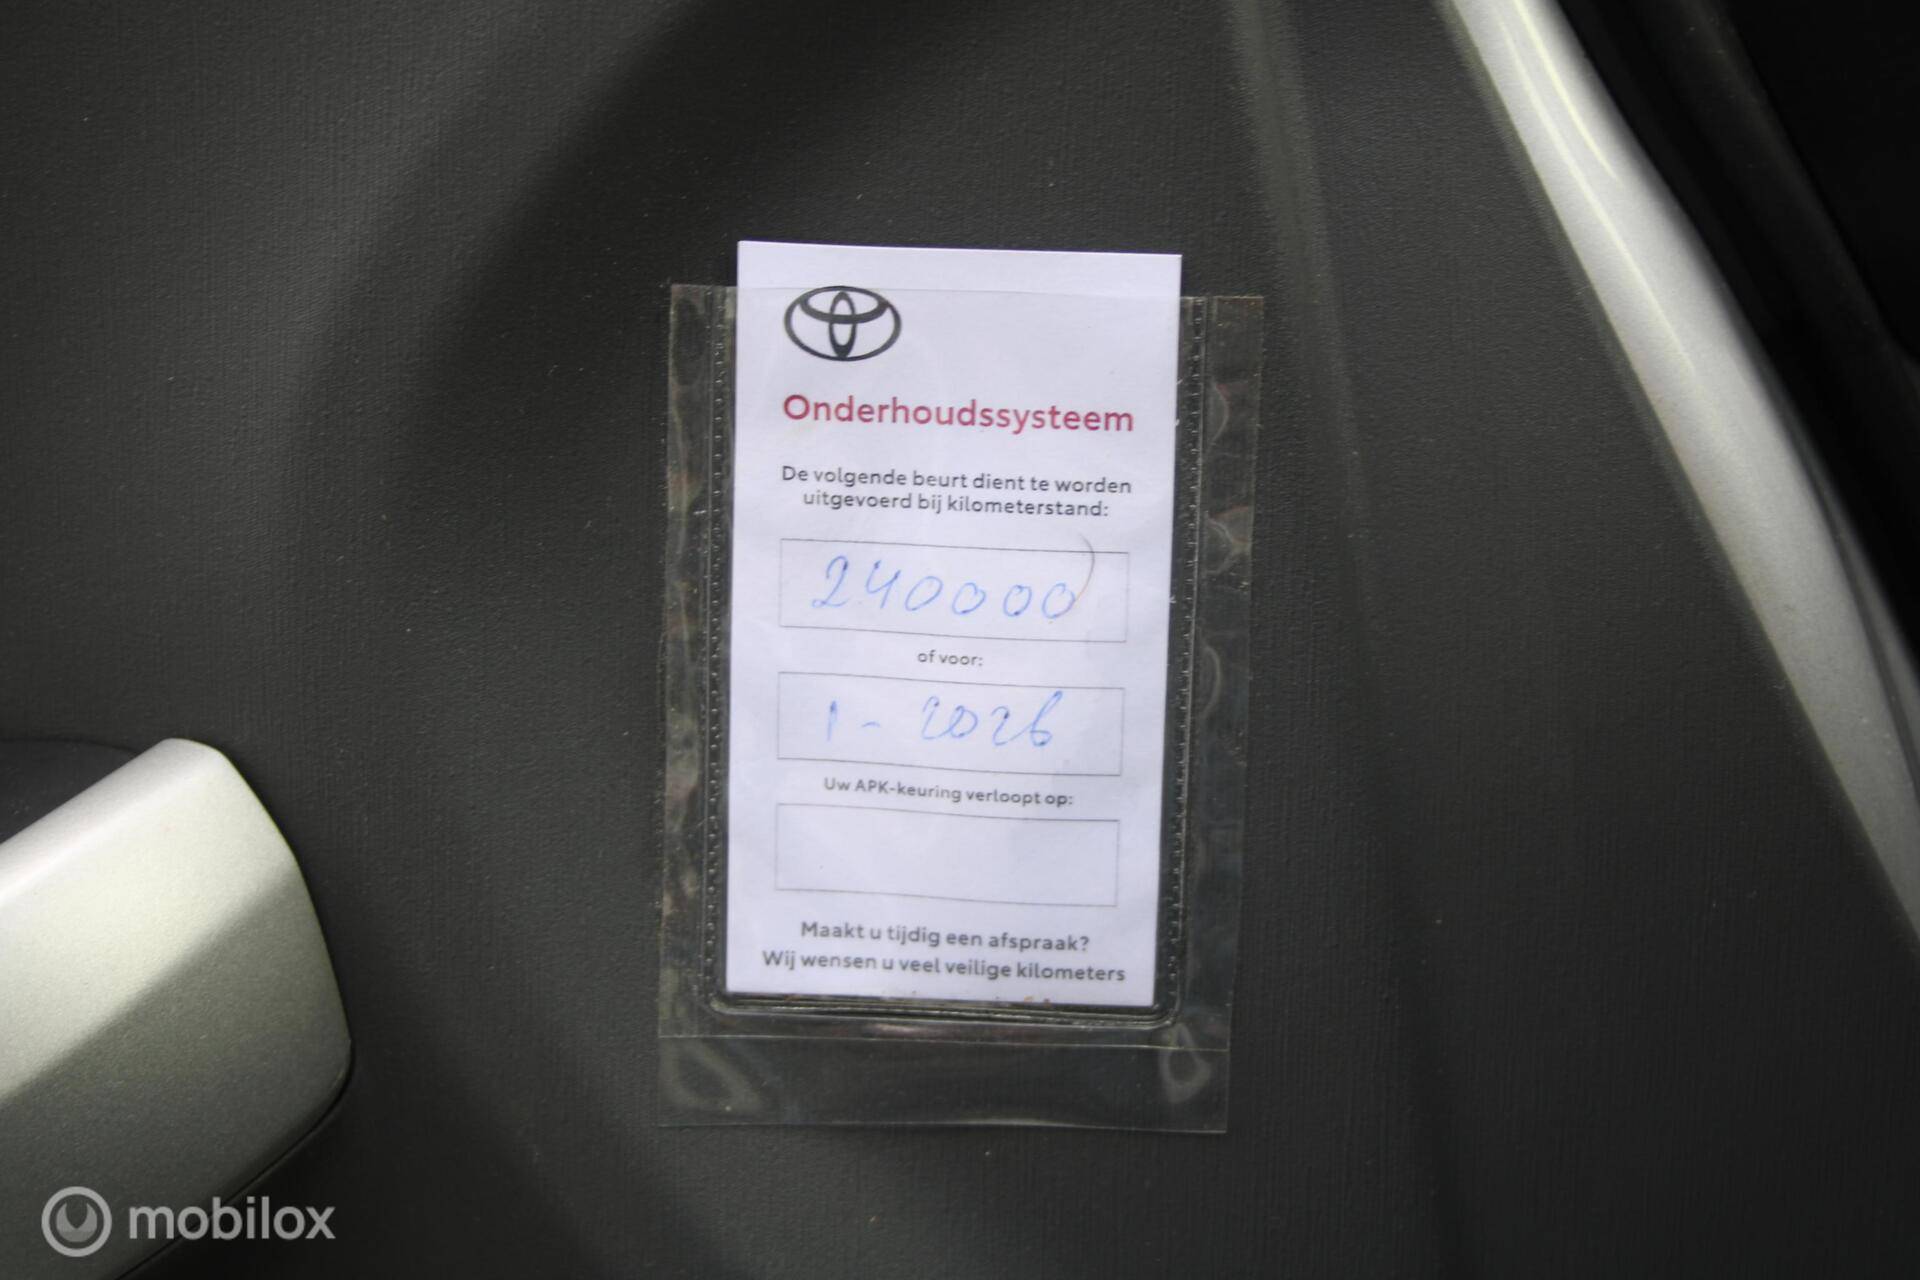 Onderhoudssysteem
De volgende beurt dient te worden
uitgevoerd bij kilometerstand:
240000
of voor:
1 - 2026
Uw APK-keuring verloopt op:
Maakt u tijdig een afspraak?
Wij wensen u veel veilige kilometers
mobilox